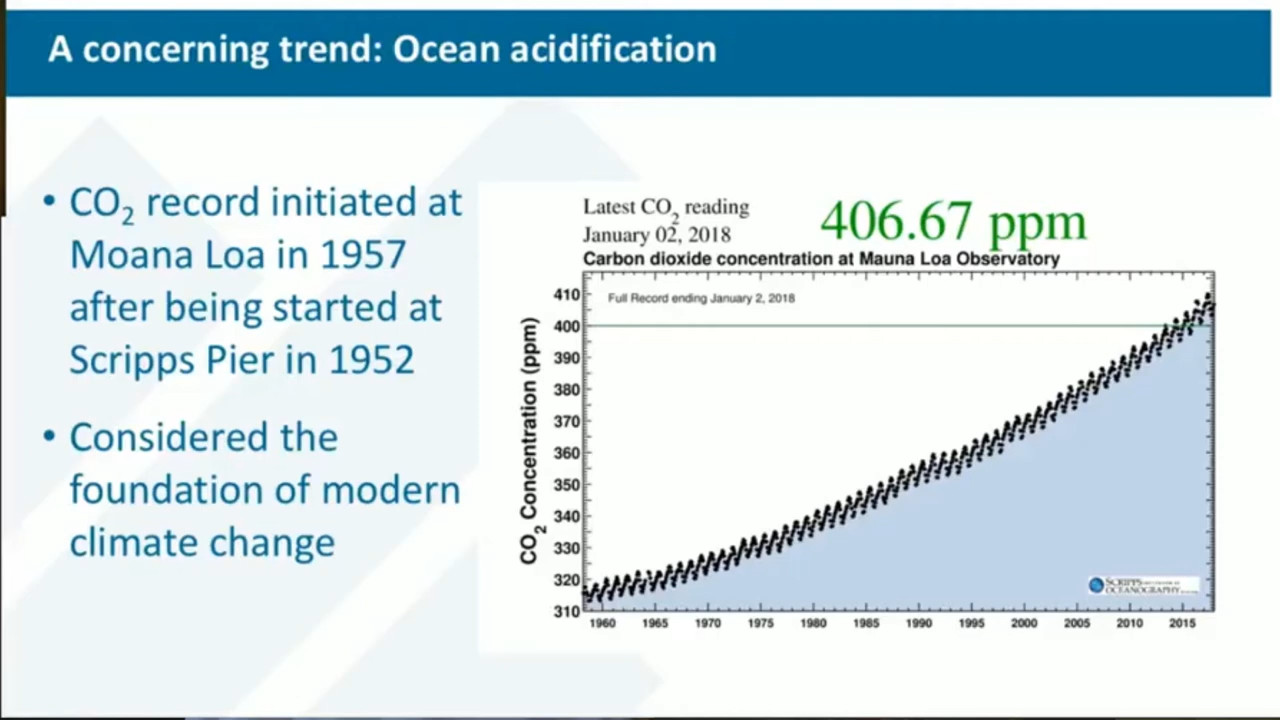 A concerning trend: Ocean acidification
• CO₂ record initiated at
Moana Loa in 1957
after being started at
Scripps Pier in 1952
• Considered the
foundation of modern
climate change
Latest CO₂ reading
January 02, 2018
406.67 ppm
Carbon dioxide concentration at Mauna Loa Observatory
Full Record ending January 2, 2018
CO₂ Concentration (ppm)
410
400
390
380
370
360
350
340
330
320
310
1960 1965 1970 1975 1980 1985 1990 1995 2000 2005 2010 2015
SCRIPPS
OCEANOGRAPHY